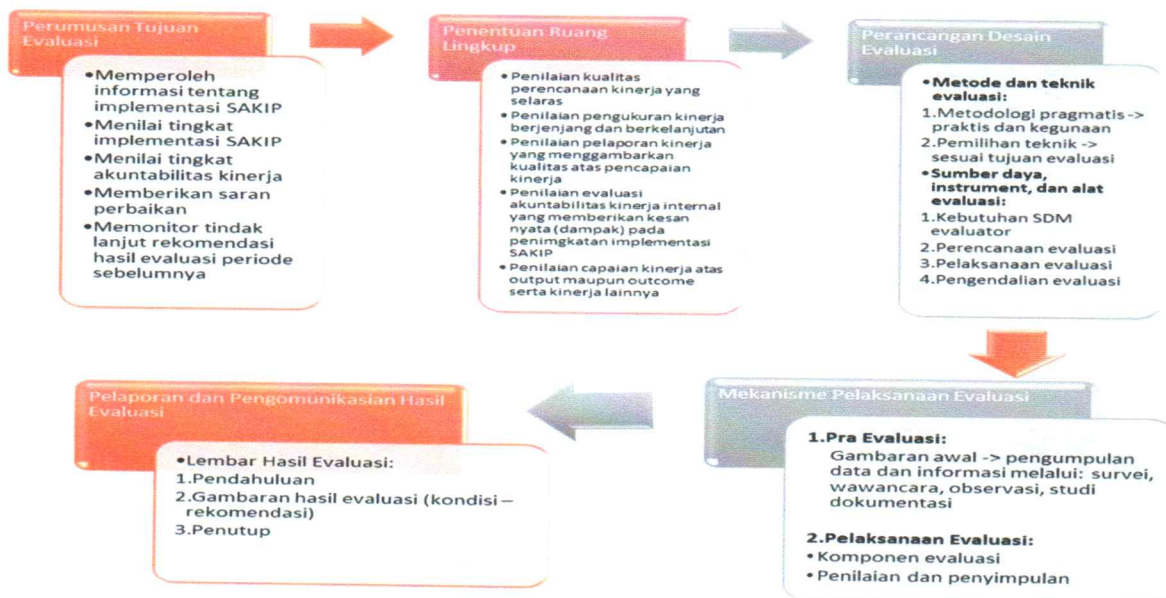 Perumusan Tujuan
Evaluasi
•Memperoleh
informasi tentang
implementasi SAKIP
•Menilai tingkat
implementasi SAKIP
•Menilai tingkat
akuntabilitas kinerja
•Memberikan saran
perbaikan
•Memonitor tindak
lanjut rekomendasi
hasil evaluasi periode
sebelumnya
Penentuan Ruang
Lingkup
•Penilaian kualitas
perencanaan kinerja yang
selaras
•Penilaian pengukuran kinerja
berjenjang dan berkelanjutan
•Penilaian pelaporan kinerja
yang menggambarkan
kualitas atas pencapaian
kinerja
•Penilaian evaluasi
akuntabilitas kinerja internal
yang memberikan kesan
nyata (dampak) pada
penimgkatan implementasi
SAKIP
•Penilaian capaian kinerja atas
output maupun outcome
serta kinerja lainnya
Perancangan Desain
Evaluasi
•Metode dan teknik
evaluasi:
1.Metodologi pragmatis ->
praktis dan kegunaan
2.Pemilihan teknik ->
sesuai tujuan evaluasi
•Sumber daya,
instrument, dan alat
evaluasi:
1.Kebutuhan SDM
evaluator
2.Perencanaan evaluasi
3.Pelaksanaan evaluasi
4.Pengendalian evaluasi
Mekanisme Pelaksanaan Evaluasi
1.Pra Evaluasi:
Gambaran awal -> pengumpulan
data dan informasi melalui: survei,
wawancara, observasi, studi
dokumentasi
2.Pelaksanaan Evaluasi:
•Komponen evaluasi
•Penilaian dan penyimpulan
Pelaporan dan Pengomunikasian Hasil
Evaluasi
•Lembar Hasil Evaluasi:
1.Pendahuluan
2.Gambaran hasil evaluasi (kondisi –
rekomendasi)
3.Penutup